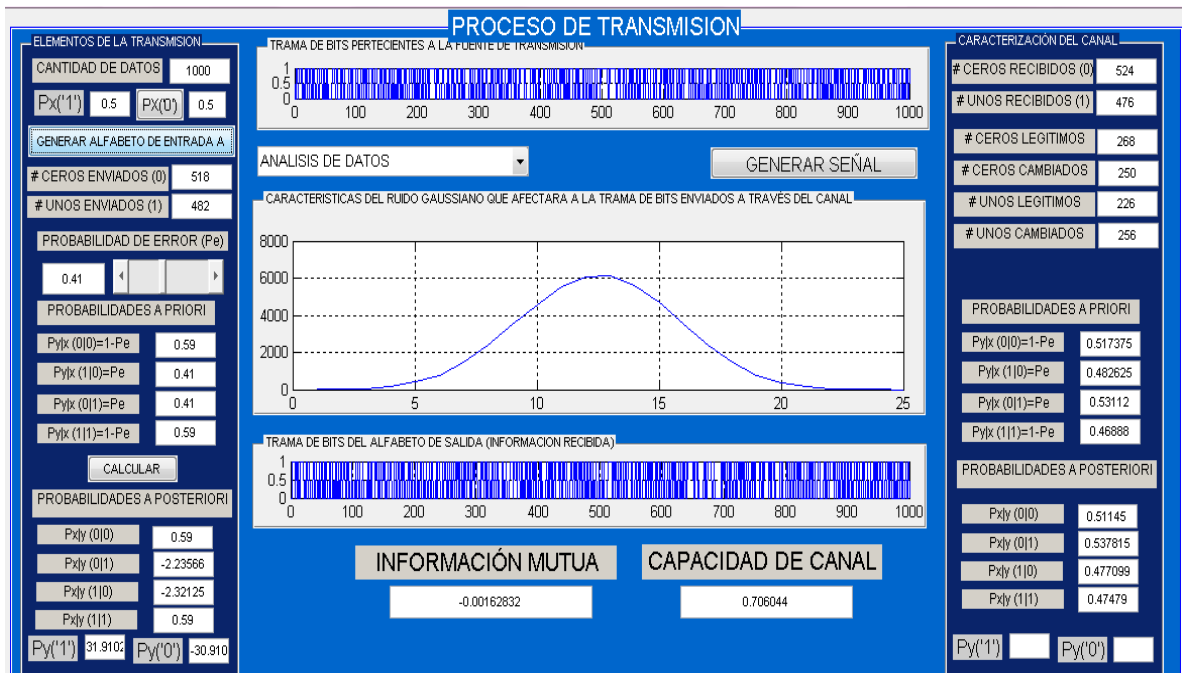 PROCESO DE TRANSMISION
ELEMENTOS DE LA TRANSMISION
CANTIDAD DE DATOS 1000
Px('1') 0.5 PX('0') 0.5
GENERAR ALFABETO DE ENTRADA A
# CEROS ENVIADOS (0) 518
# UNOS ENVIADOS (1) 482
PROBABILIDAD DE ERROR (Pe)
0.41
PROBABILIDADES A PRIORI
Py|x (0|0)=1-Pe 0.59
Py|x (1|0)=Pe 0.41
Py|x (0|1)=Pe 0.41
Py|x (1|1)=1-Pe 0.59
CALCULAR
PROBABILIDADES A POSTERIORI
Px|y (0|0) 0.59
Px|y (0|1) -2.23566
Px|y (1|0) -2.32125
Px|y (1|1) 0.59
Py('1') 31.9102 Py('0') -30.910
TRAMA DE BITS PERTECIENTES A LA FUENTE DE TRANSMISION
1
0.5
0
0 100 200 300 400 500 600 700 800 900 1000
ANALISIS DE DATOS
GENERAR SEÑAL
CARACTERISTICAS DEL RUIDO GAUSSIANO QUE AFECTARA A LA TRAMA DE BITS ENVIADOS A TRAVÉS DEL CANAL
8000
6000
4000
2000
0
0 5 10 15 20 25
TRAMA DE BITS DEL ALFABETO DE SALIDA (INFORMACION RECIBIDA)
1
0.5
0
0 100 200 300 400 500 600 700 800 900 1000
INFORMACIÓN MUTUA
-0.00162832
CAPACIDAD DE CANAL
0.706044
CARACTERIZACIÓN DEL CANAL
# CEROS RECIBIDOS (0) 524
# UNOS RECIBIDOS (1) 476
# CEROS LEGITIMOS 268
# CEROS CAMBIADOS 250
# UNOS LEGITIMOS 226
# UNOS CAMBIADOS 256
PROBABILIDADES A PRIORI
Py|x (0|0)=1-Pe 0.517375
Py|x (1|0)=Pe 0.482625
Py|x (0|1)=Pe 0.53112
Py|x (1|1)=1-Pe 0.46888
PROBABILIDADES A POSTERIORI
Px|y (0|0) 0.51145
Px|y (0|1) 0.537815
Px|y (1|0) 0.477099
Px|y (1|1) 0.47479
Py('1') Py('0')